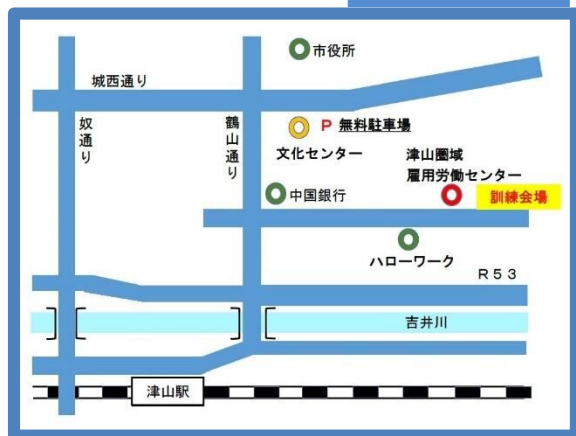 市役所
城西通り
奴通り
鶴山通り
P 無料駐車場
文化センター
津山圏域
雇用労働センター
中国銀行
訓練会場
ハローワーク
R53
吉井川
津山駅